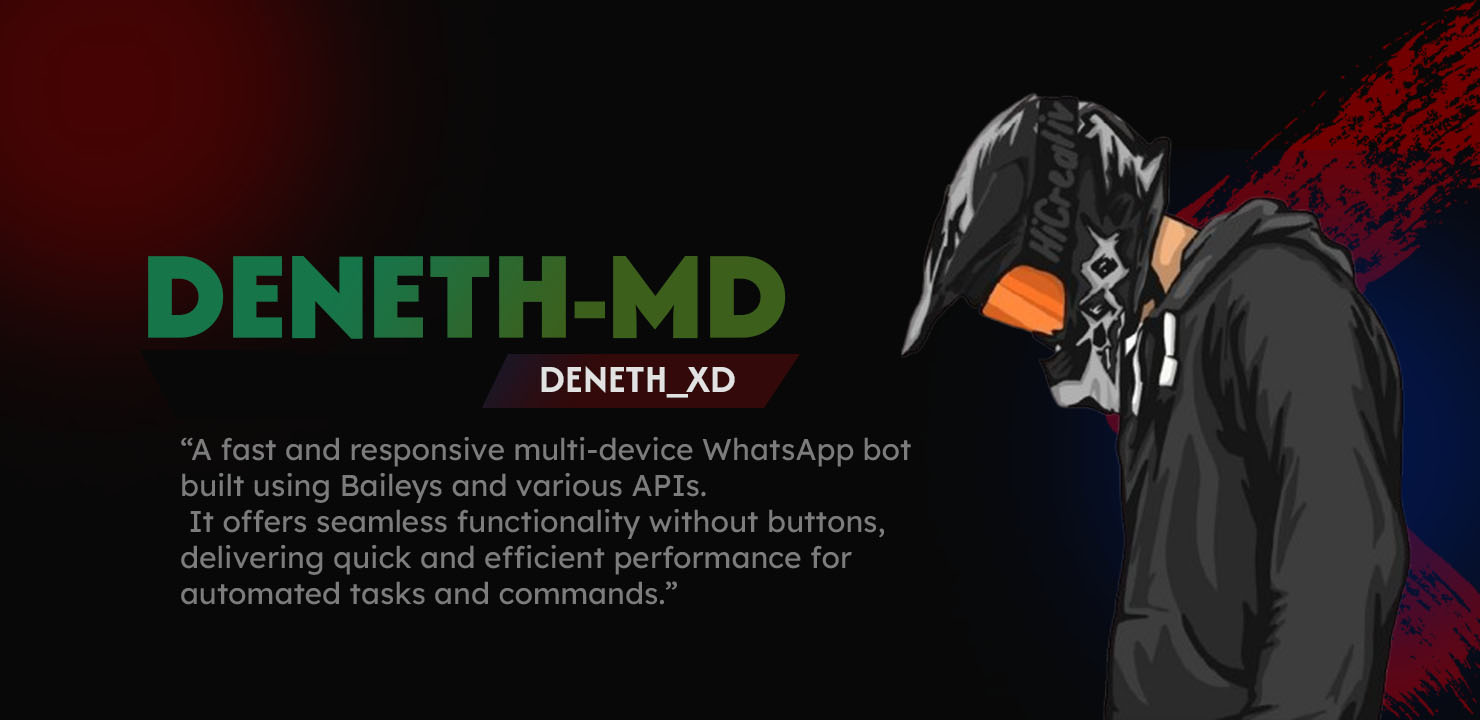 DENETH-MD
DENETH_XD
“A fast and responsive multi-device WhatsApp bot
built using Baileys and various APIs.
It offers seamless functionality without buttons,
delivering quick and efficient performance for
automated tasks and commands.”
HiCreativ